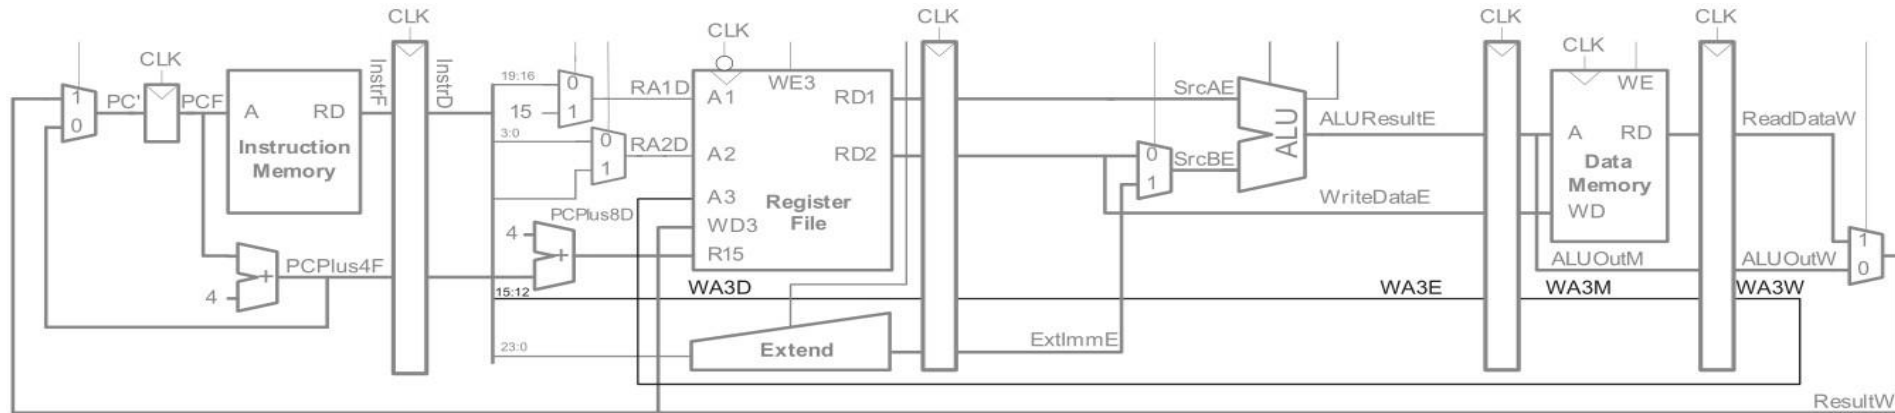 CLK
CLK
CLK
CLK
CLK
CLK
CLK
CLK
1
0
PC'
PCF
A
RD
Instruction
Memory
InstrF
InstrD
PCPlus4F
4
+
19:16
15
0
1
RA1D
3:0
0
1
RA2D
PCPlus8D
4
+
15:12
23:0
A1
WE3
RD1
A2
RD2
A3
Register
File
WD3
R15
WA3D
Extend
ExtImmE
0
1
SrcAE
SrcBE
ALU
ALUResultE
WriteDataE
WA3E
WE
A
RD
Data
Memory
WD
ALUOutM
WA3M
ReadDataW
ALUOutW
WA3W
1
0
ResultW